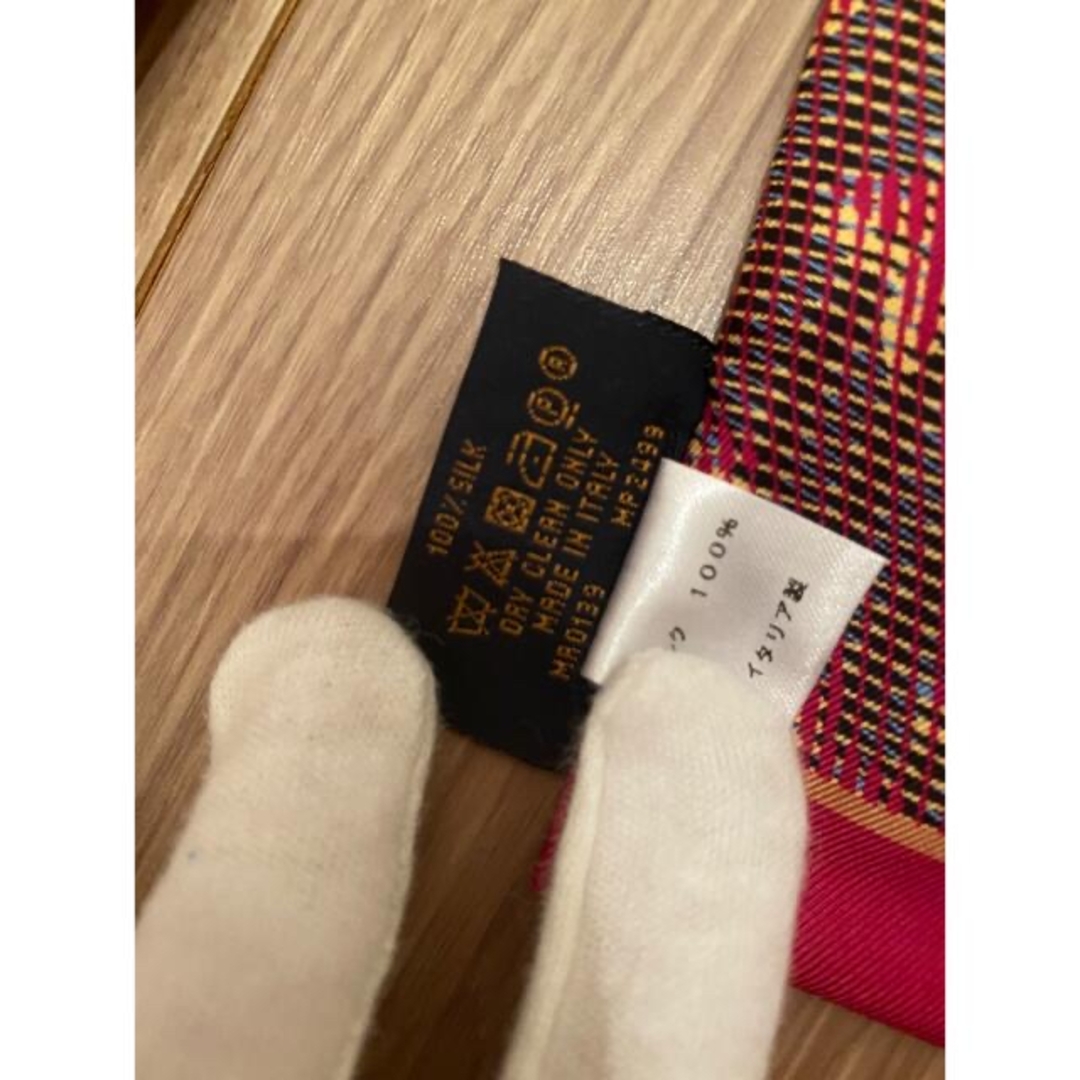 100% SILK
P R
DRY CLEAN ONLY
MADE IN ITALY
MA0139 MP2499
ク 100%
イタリア製